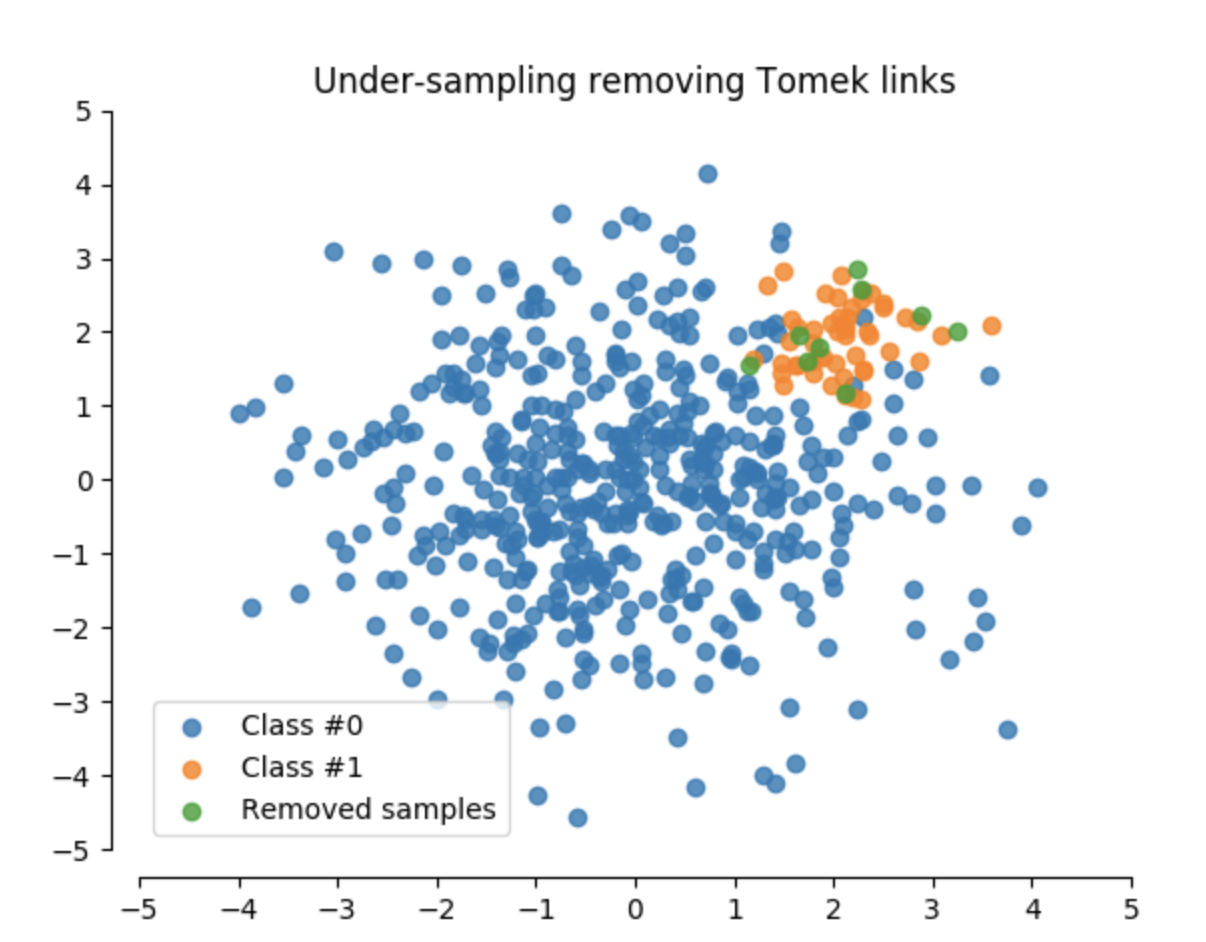 Under-sampling removing Tomek links
5
4
3
2
1
0
−1
−2
−3
−4
−5
Class #0
Class #1
Removed samples
−5 −4 −3 −2 −1 0 1 2 3 4 5